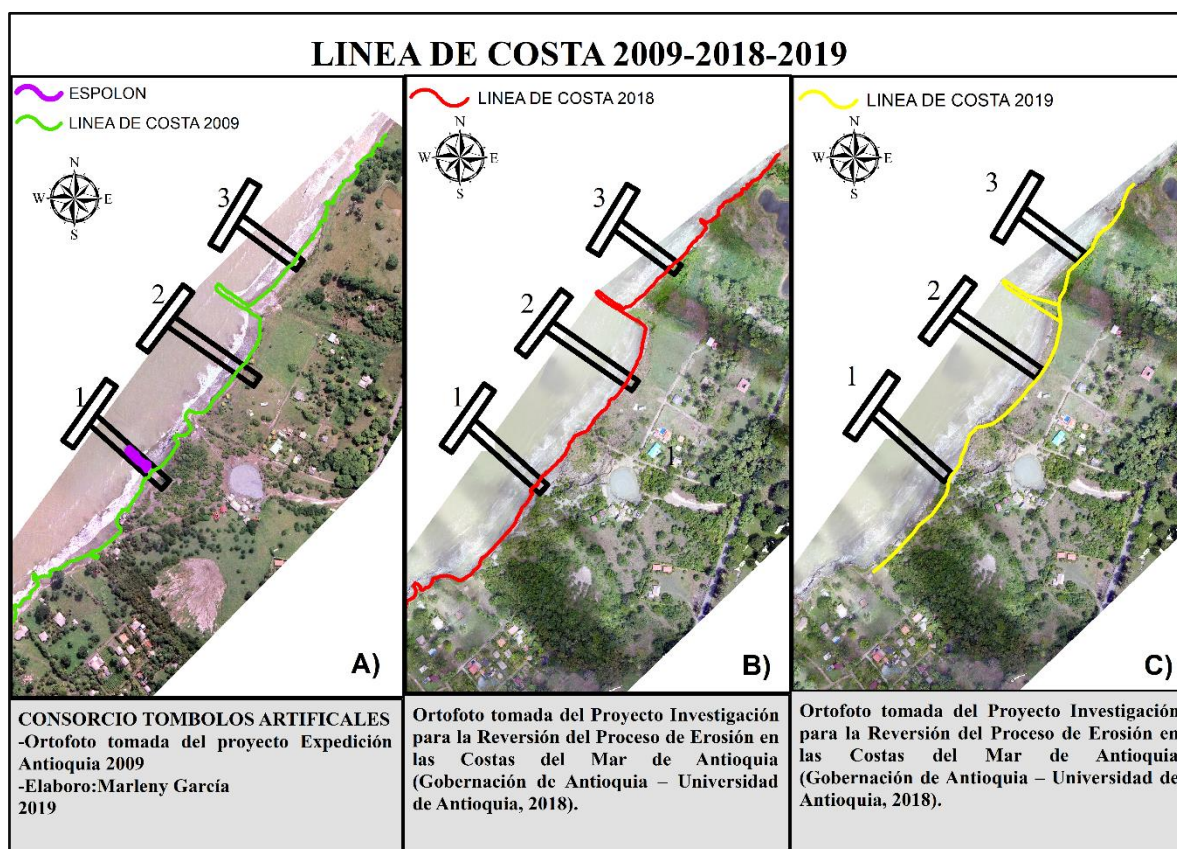 LINEA DE COSTA 2009-2018-2019
ESPOLON
LINEA DE COSTA 2009
N
W
E
S
3
2
1
A)
CONSORCIO TOMBOLOS ARTIFICALES
-Ortofoto tomada del proyecto Expedición
Antioquia 2009
-Elaboro:Marleny García
2019
LINEA DE COSTA 2018
N
W
E
S
3
2
1
1
B)
Ortofoto tomada del Proyecto Investigación
para la Reversión del Proceso de Erosión en
las Costas del Mar de Antioquia
(Gobernación de Antioquia – Universidad
de Antioquia, 2018).
LINEA DE COSTA 2019
N
W
E
S
3
2
1
C)
Ortofoto tomada del Proyecto Investigación
para la Reversión del Proceso de Erosión en
las Costas del Mar de Antioquia
(Gobernación de Antioquia – Universidad de
Antioquia, 2018).